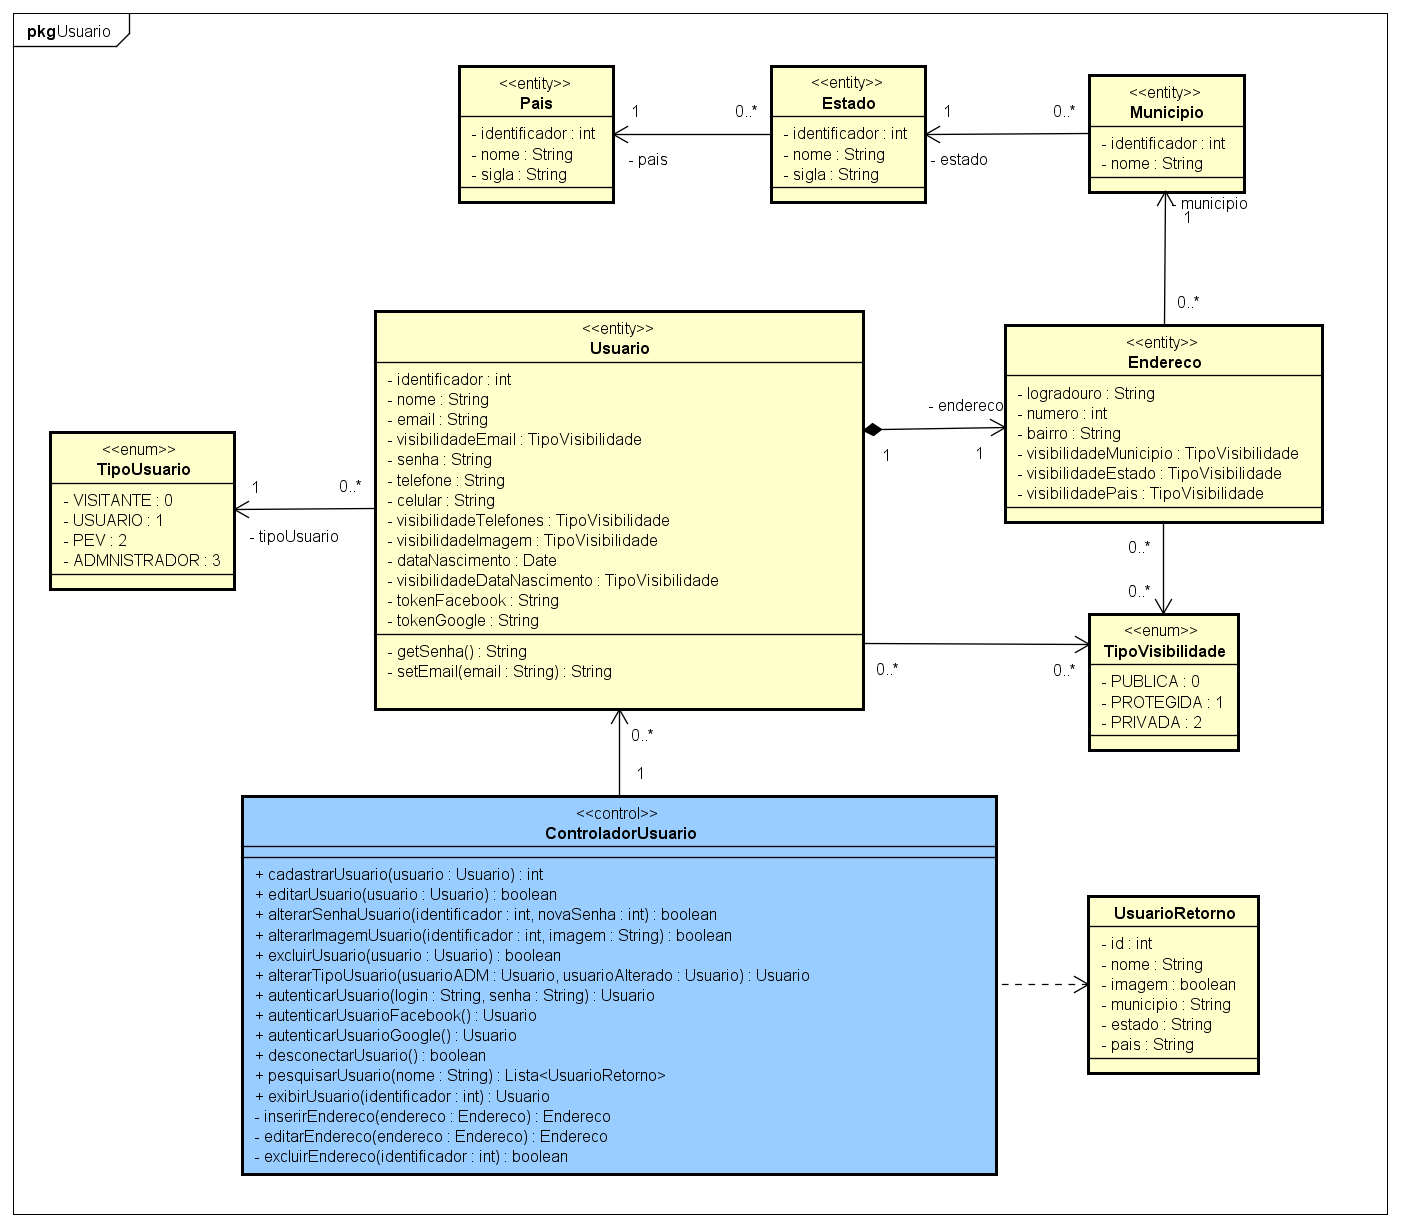 pkg Usuario
<<entity>>
Pais
- identificador : int
- nome : String
- sigla : String
1
0..*
- pais
<<entity>>
Estado
- identificador : int
- nome : String
- sigla : String
1
0..*
- estado
<<entity>>
Municipio
- identificador : int
- nome : String
- municipio
1
0..*
<<entity>>
Usuario
- identificador : int
- nome : String
- email : String
- visibilidadeEmail : TipoVisibilidade
- senha : String
- telefone : String
- celular : String
- visibilidadeTelefones : TipoVisibilidade
- visibilidadeImagem : TipoVisibilidade
- dataNascimento : Date
- visibilidadeDataNascimento : TipoVisibilidade
- tokenFacebook : String
- tokenGoogle : String
- getSenha() : String
- setEmail(email : String) : String
<<entity>>
Endereco
- logradouro : String
- numero : int
- bairro : String
- visibilidadeMunicipio : TipoVisibilidade
- visibilidadeEstado : TipoVisibilidade
- visibilidadePais : TipoVisibilidade
- endereco
1
1
<<enum>>
TipoUsuario
- VISITANTE : 0
- USUARIO : 1
- PEV : 2
- ADMNISTRADOR : 3
1
0..*
- tipoUsuario
0..*
0..*
<<enum>>
TipoVisibilidade
- PUBLICA : 0
- PROTEGIDA : 1
- PRIVADA : 2
0..*
0..*
0..*
1
<<control>>
ControladorUsuario
+ cadastrarUsuario(usuario : Usuario) : int
+ editarUsuario(usuario : Usuario) : boolean
+ alterarSenhaUsuario(identificador : int, novaSenha : int) : boolean
+ alterarImagemUsuario(identificador : int, imagem : String) : boolean
+ excluirUsuario(usuario : Usuario) : boolean
+ alterarTipoUsuario(usuarioADM : Usuario, usuarioAlterado : Usuario) : Usuario
+ autenticarUsuario(login : String, senha : String) : Usuario
+ autenticarUsuarioFacebook() : Usuario
+ autenticarUsuarioGoogle() : Usuario
+ desconectarUsuario() : boolean
+ pesquisarUsuario(nome : String) : Lista<UsuarioRetorno>
+ exibirUsuario(identificador : int) : Usuario
- inserirEndereco(endereco : Endereco) : Endereco
- editarEndereco(endereco : Endereco) : Endereco
- excluirEndereco(identificador : int) : boolean
UsuarioRetorno
- id : int
- nome : String
- imagem : boolean
- municipio : String
- estado : String
- pais : String